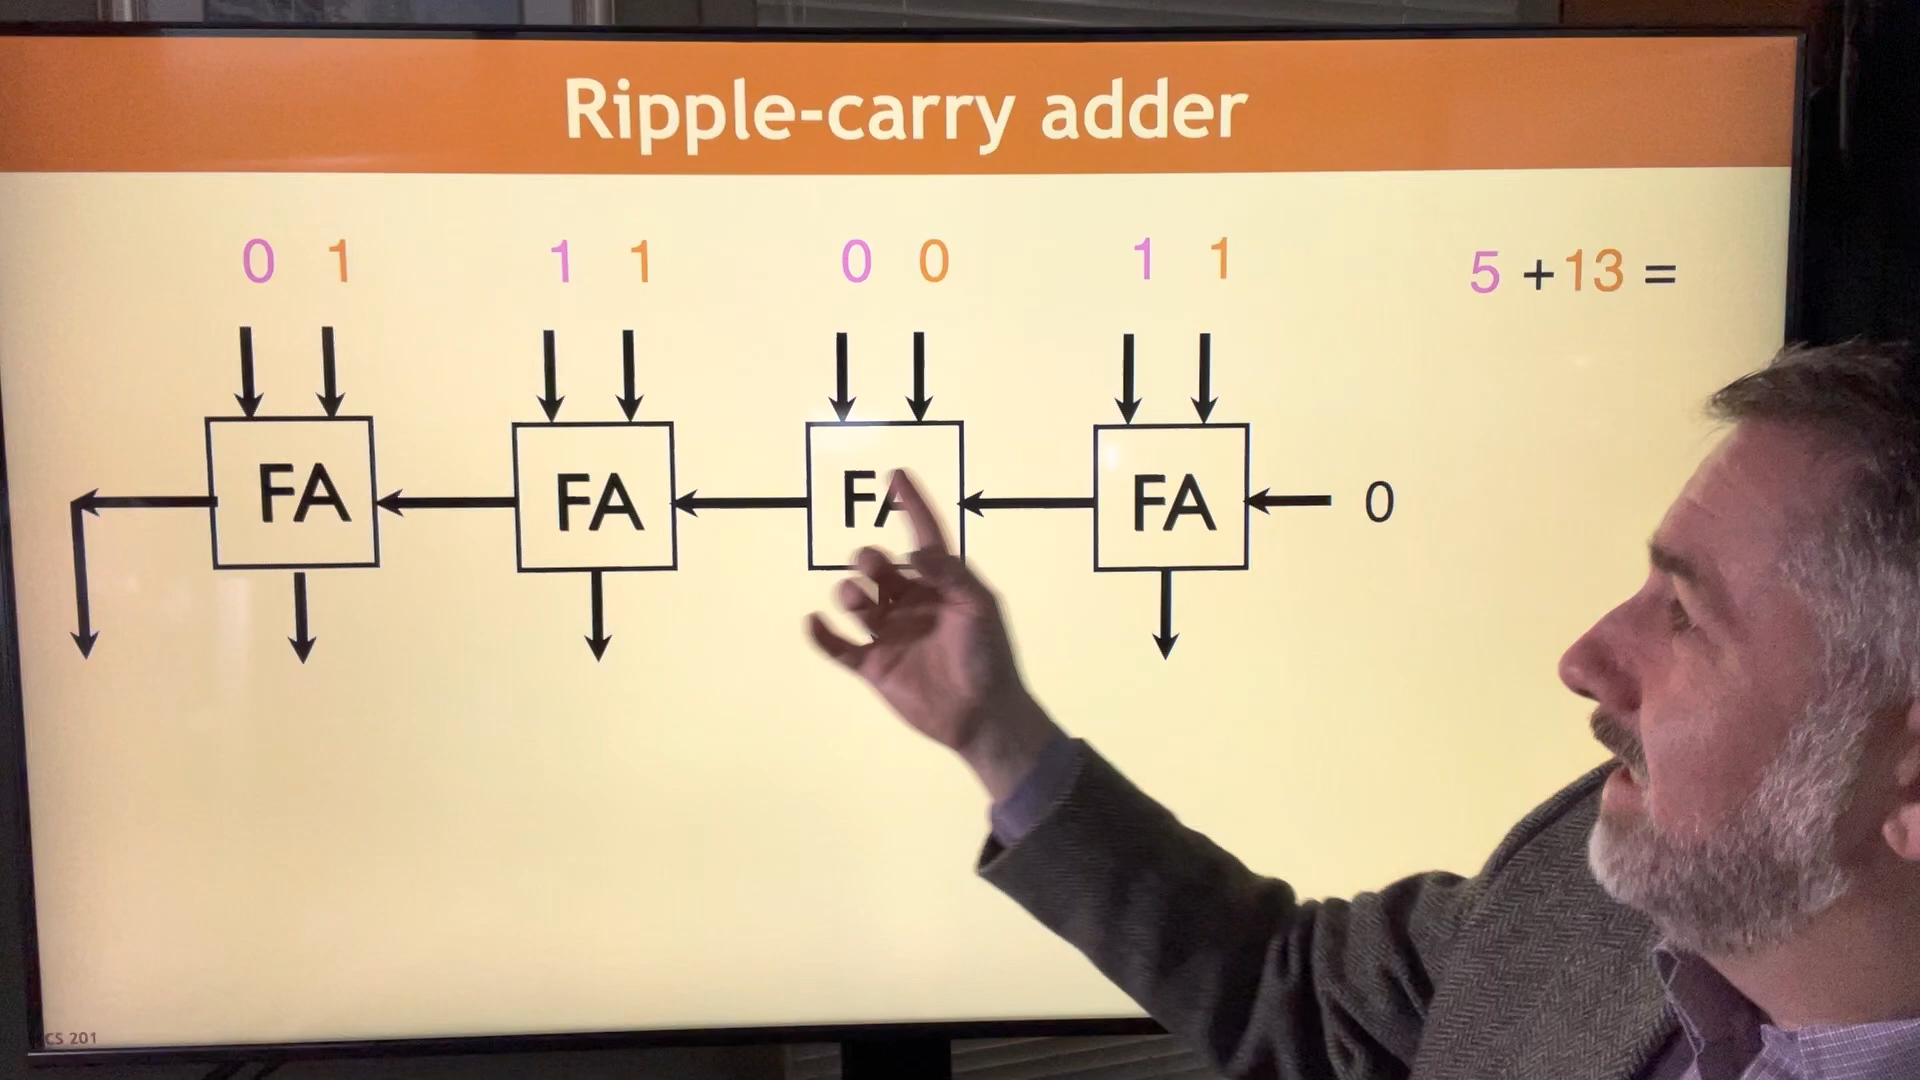 Ripple-carry adder
0 1 1 1 0 0 1 1 5 +13 =
FA FA FA FA 0
CS 201